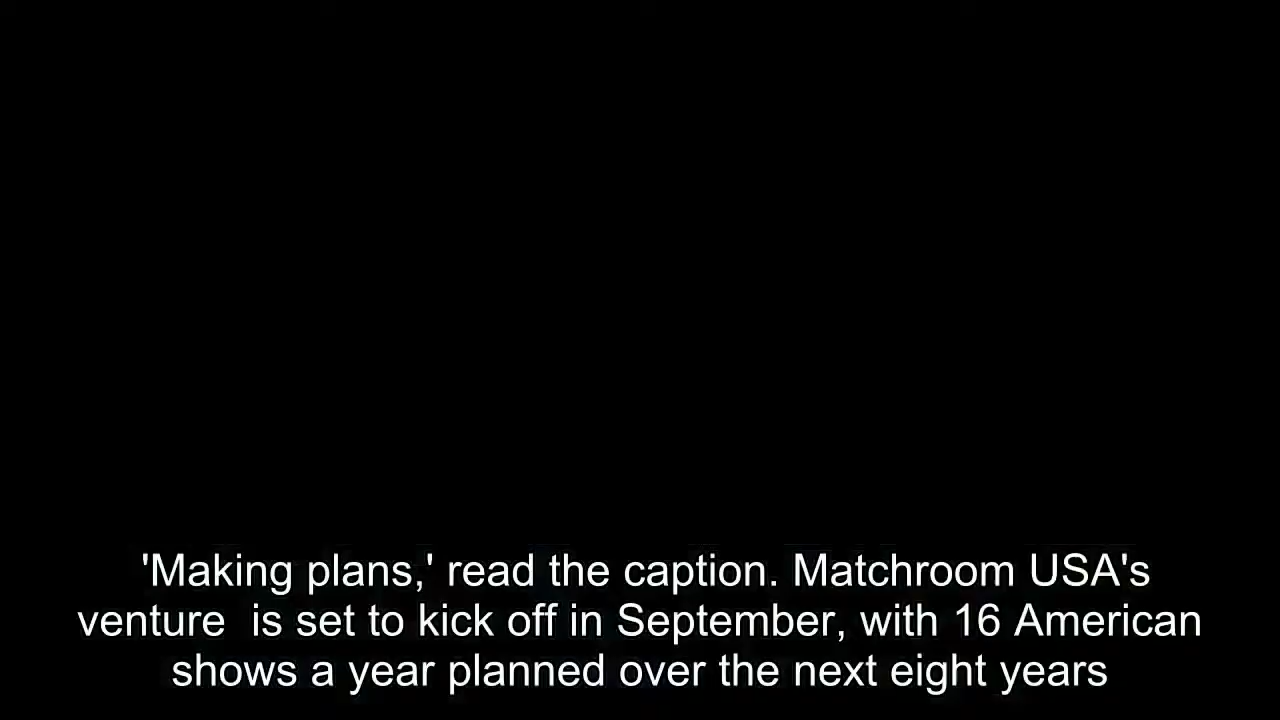 'Making plans,' read the caption. Matchroom USA's
venture  is set to kick off in September, with 16 American
shows a year planned over the next eight years